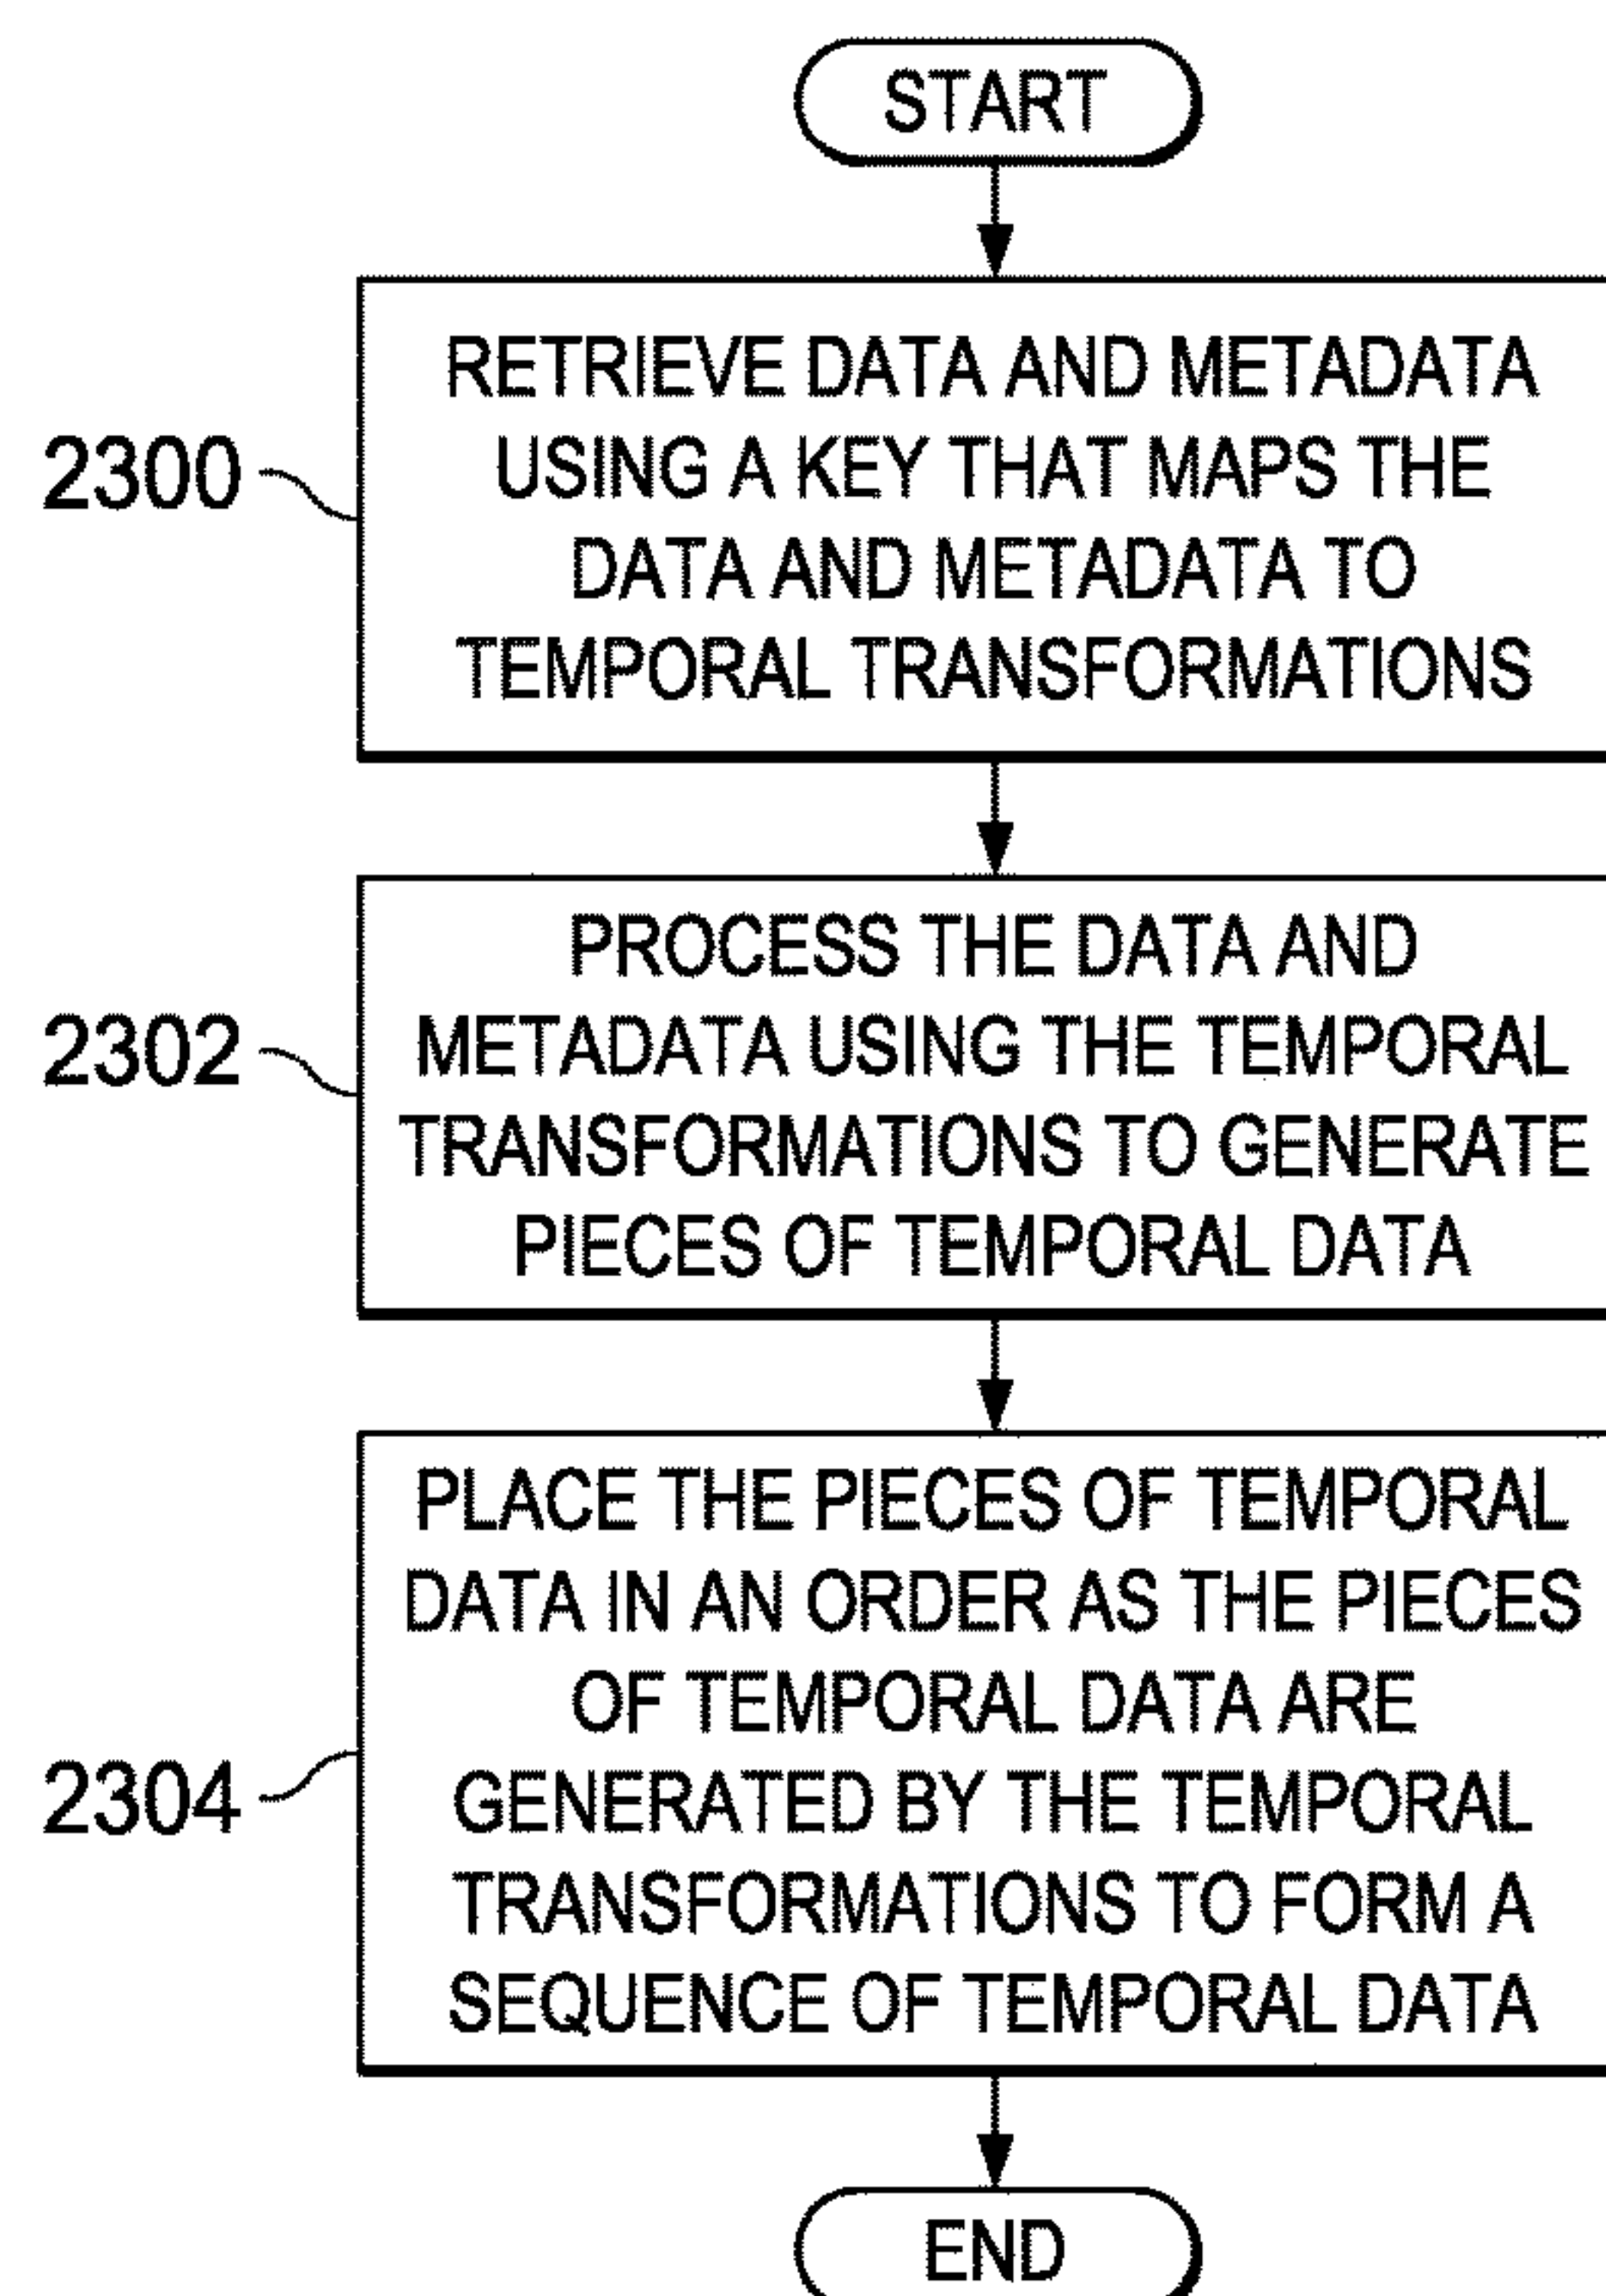 START
RETRIEVE DATA AND METADATA
USING A KEY THAT MAPS THE
DATA AND METADATA TO
TEMPORAL TRANSFORMATIONS
2300
PROCESS THE DATA AND
METADATA USING THE TEMPORAL
TRANSFORMATIONS TO GENERATE
PIECES OF TEMPORAL DATA
2302
PLACE THE PIECES OF TEMPORAL
DATA IN AN ORDER AS THE PIECES
OF TEMPORAL DATA ARE
GENERATED BY THE TEMPORAL
TRANSFORMATIONS TO FORM A
SEQUENCE OF TEMPORAL DATA
2304
END